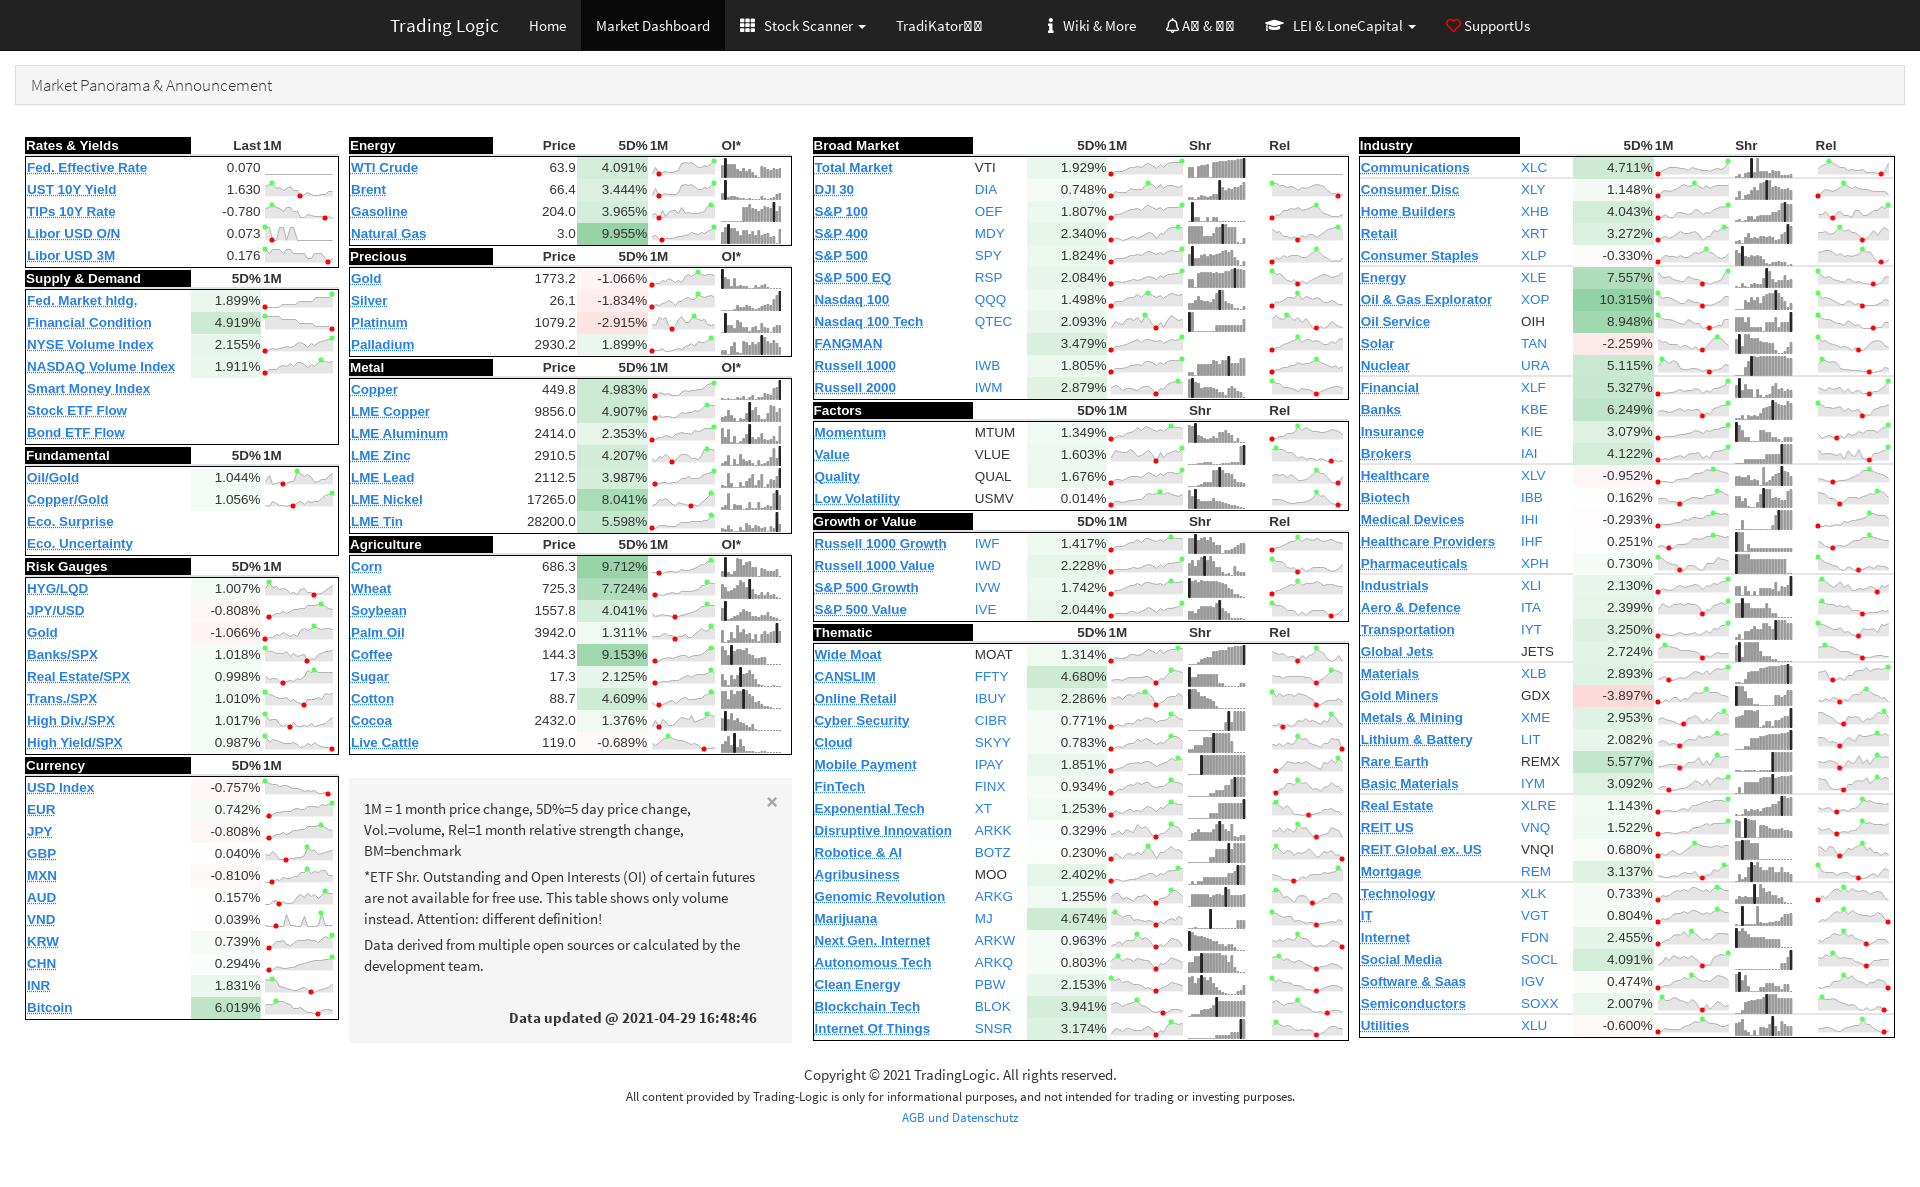 Trading Logic Home Market Dashboard Stock Scanner TradiKator Wiki & More A & LEI & LoneCapital SupportUs
Market Panorama & Announcement
Rates & Yields Last 1M
Fed. Effective Rate 0.070
UST 10Y Yield 1.630
TIPs 10Y Rate -0.780
Libor USD O/N 0.073
Libor USD 3M 0.176
Supply & Demand 5D% 1M
Fed. Market hldg. 1.899%
Financial Condition 4.919%
NYSE Volume Index 2.155%
NASDAQ Volume Index 1.911%
Smart Money Index
Stock ETF Flow
Bond ETF Flow
Fundamental 5D% 1M
Oil/Gold 1.044%
Copper/Gold 1.056%
Eco. Surprise
Eco. Uncertainty
Risk Gauges 5D% 1M
HYG/LQD 1.007%
JPY/USD -0.808%
Gold -1.066%
Banks/SPX 1.018%
Real Estate/SPX 0.998%
Trans./SPX 1.010%
High Div./SPX 1.017%
High Yield/SPX 0.987%
Currency 5D% 1M
USD Index -0.757%
EUR 0.742%
JPY -0.808%
GBP 0.040%
MXN -0.810%
AUD 0.157%
VND 0.039%
KRW 0.739%
CHN 0.294%
INR 1.831%
Bitcoin 6.019%
Energy Price 5D% 1M OI*
WTI Crude 63.9 4.091%
Brent 66.4 3.444%
Gasoline 204.0 3.965%
Natural Gas 3.0 9.955%
Precious Price 5D% 1M OI*
Gold 1773.2 -1.066%
Silver 26.1 -1.834%
Platinum 1079.2 -2.915%
Palladium 2930.2 1.899%
Metal Price 5D% 1M OI*
Copper 449.8 4.983%
LME Copper 9856.0 4.907%
LME Aluminum 2414.0 2.353%
LME Zinc 2910.5 4.207%
LME Lead 2112.5 3.987%
LME Nickel 17265.0 8.041%
LME Tin 28200.0 5.598%
Agriculture Price 5D% 1M OI*
Corn 686.3 9.712%
Wheat 725.3 7.724%
Soybean 1557.8 4.041%
Palm Oil 3942.0 1.311%
Coffee 144.3 9.153%
Sugar 17.3 2.125%
Cotton 88.7 4.609%
Cocoa 2432.0 1.376%
Live Cattle 119.0 -0.689%
×
1M = 1 month price change, 5D%=5 day price change,
Vol.=volume, Rel=1 month relative strength change,
BM=benchmark
*ETF Shr. Outstanding and Open Interests (OI) of certain futures
are not available for free use. This table shows only volume
instead. Attention: different definition!
Data derived from multiple open sources or calculated by the
development team.
Data updated @ 2021-04-29 16:48:46
Broad Market 5D% 1M Shr Rel
Total Market VTI 1.929%
DJI 30 DIA 0.748%
S&P 100 OEF 1.807%
S&P 400 MDY 2.340%
S&P 500 SPY 1.824%
S&P 500 EQ RSP 2.084%
Nasdaq 100 QQQ 1.498%
Nasdaq 100 Tech QTEC 2.093%
FANGMAN 3.479%
Russell 1000 IWB 1.805%
Russell 2000 IWM 2.879%
Factors 5D% 1M Shr Rel
Momentum MTUM 1.349%
Value VLUE 1.603%
Quality QUAL 1.676%
Low Volatility USMV 0.014%
Growth or Value 5D% 1M Shr Rel
Russell 1000 Growth IWF 1.417%
Russell 1000 Value IWD 2.228%
S&P 500 Growth IVW 1.742%
S&P 500 Value IVE 2.044%
Thematic 5D% 1M Shr Rel
Wide Moat MOAT 1.314%
CANSLIM FFTY 4.680%
Online Retail IBUY 2.286%
Cyber Security CIBR 0.771%
Cloud SKYY 0.783%
Mobile Payment IPAY 1.851%
FinTech FINX 0.934%
Exponential Tech XT 1.253%
Disruptive Innovation ARKK 0.329%
Robotice & AI BOTZ 0.230%
Agribusiness MOO 2.402%
Genomic Revolution ARKG 1.255%
Marijuana MJ 4.674%
Next Gen. Internet ARKW 0.963%
Autonomous Tech ARKQ 0.803%
Clean Energy PBW 2.153%
Blockchain Tech BLOK 3.941%
Internet Of Things SNSR 3.174%
Industry 5D% 1M Shr Rel
Communications XLC 4.711%
Consumer Disc XLY 1.148%
Home Builders XHB 4.043%
Retail XRT 3.272%
Consumer Staples XLP -0.330%
Energy XLE 7.557%
Oil & Gas Explorator XOP 10.315%
Oil Service OIH 8.948%
Solar TAN -2.259%
Nuclear URA 5.115%
Financial XLF 5.327%
Banks KBE 6.249%
Insurance KIE 3.079%
Brokers IAI 4.122%
Healthcare XLV -0.952%
Biotech IBB 0.162%
Medical Devices IHI -0.293%
Healthcare Providers IHF 0.251%
Pharmaceuticals XPH 0.730%
Industrials XLI 2.130%
Aero & Defence ITA 2.399%
Transportation IYT 3.250%
Global Jets JETS 2.724%
Materials XLB 2.893%
Gold Miners GDX -3.897%
Metals & Mining XME 2.953%
Lithium & Battery LIT 2.082%
Rare Earth REMX 5.577%
Basic Materials IYM 3.092%
Real Estate XLRE 1.143%
REIT US VNQ 1.522%
REIT Global ex. US VNQI 0.680%
Mortgage REM 3.137%
Technology XLK 0.733%
IT VGT 0.804%
Internet FDN 2.455%
Social Media SOCL 4.091%
Software & Saas IGV 0.474%
Semiconductors SOXX 2.007%
Utilities XLU -0.600%
Copyright © 2021 TradingLogic. All rights reserved.
All content provided by Trading-Logic is only for informational purposes, and not intended for trading or investing purposes.
AGB und Datenschutz